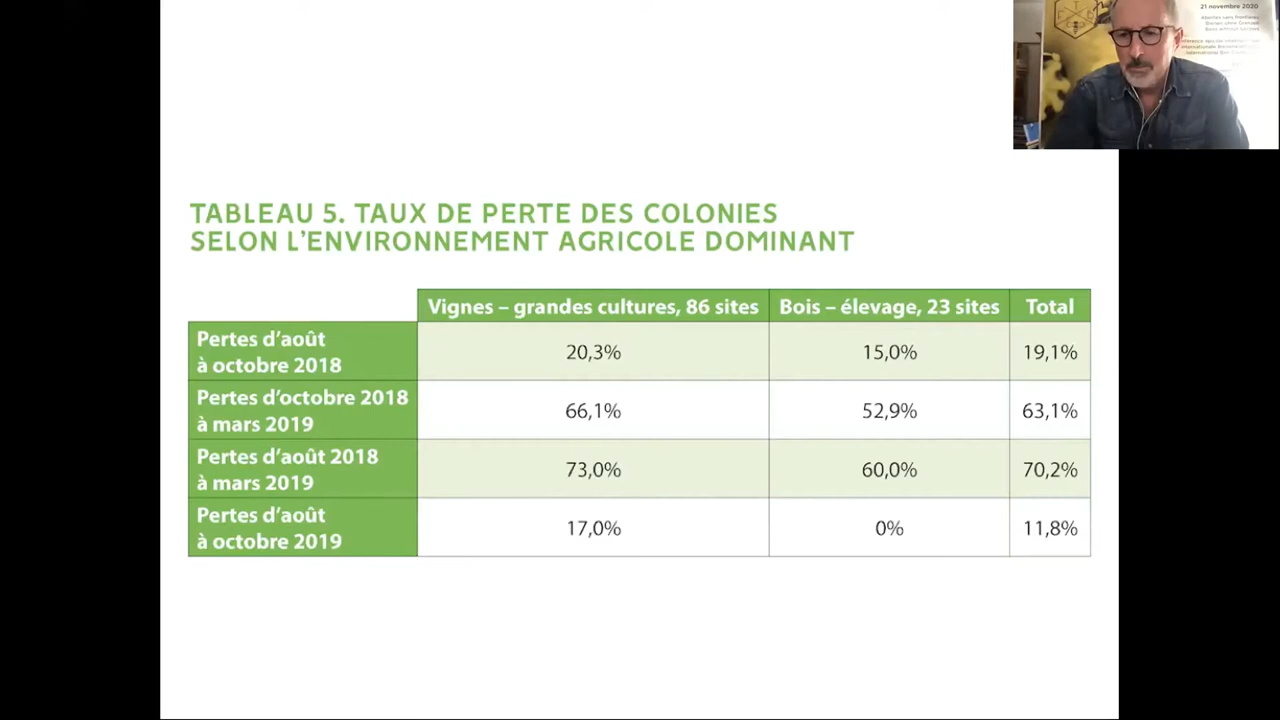 21 novembre 2020
TABLEAU 5. TAUX DE PERTE DES COLONIES
SELON L'ENVIRONNEMENT AGRICOLE DOMINANT
Vignes – grandes cultures, 86 sites Bois – élevage, 23 sites Total
Pertes d'août
à octobre 2018 20,3% 15,0% 19,1%
Pertes d'octobre 2018
à mars 2019 66,1% 52,9% 63,1%
Pertes d'août 2018
à mars 2019 73,0% 60,0% 70,2%
Pertes d'août
à octobre 2019 17,0% 0% 11,8%